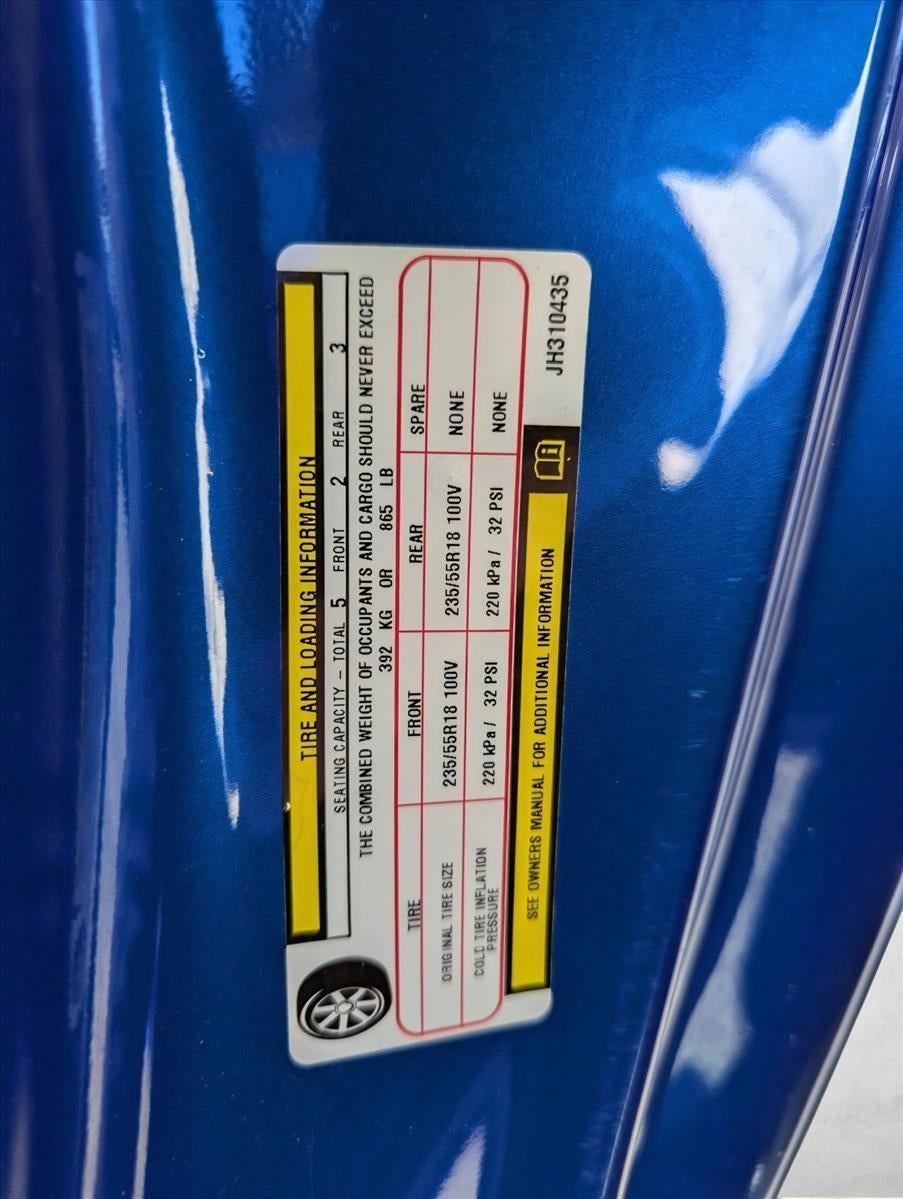 TIRE AND LOADING INFORMATION
SEATING CAPACITY – TOTAL 5 FRONT 2 REAR 3
THE COMBINED WEIGHT OF OCCUPANTS AND CARGO SHOULD NEVER EXCEED
392 KG OR 865 LB
TIRE FRONT REAR SPARE
ORIGINAL TIRE SIZE 235/55R18 100V 235/55R18 100V NONE
COLD TIRE INFLATION
PRESSURE 220 kPa / 32 PSI 220 kPa / 32 PSI NONE
SEE OWNERS MANUAL FOR ADDITIONAL INFORMATION
JH310435